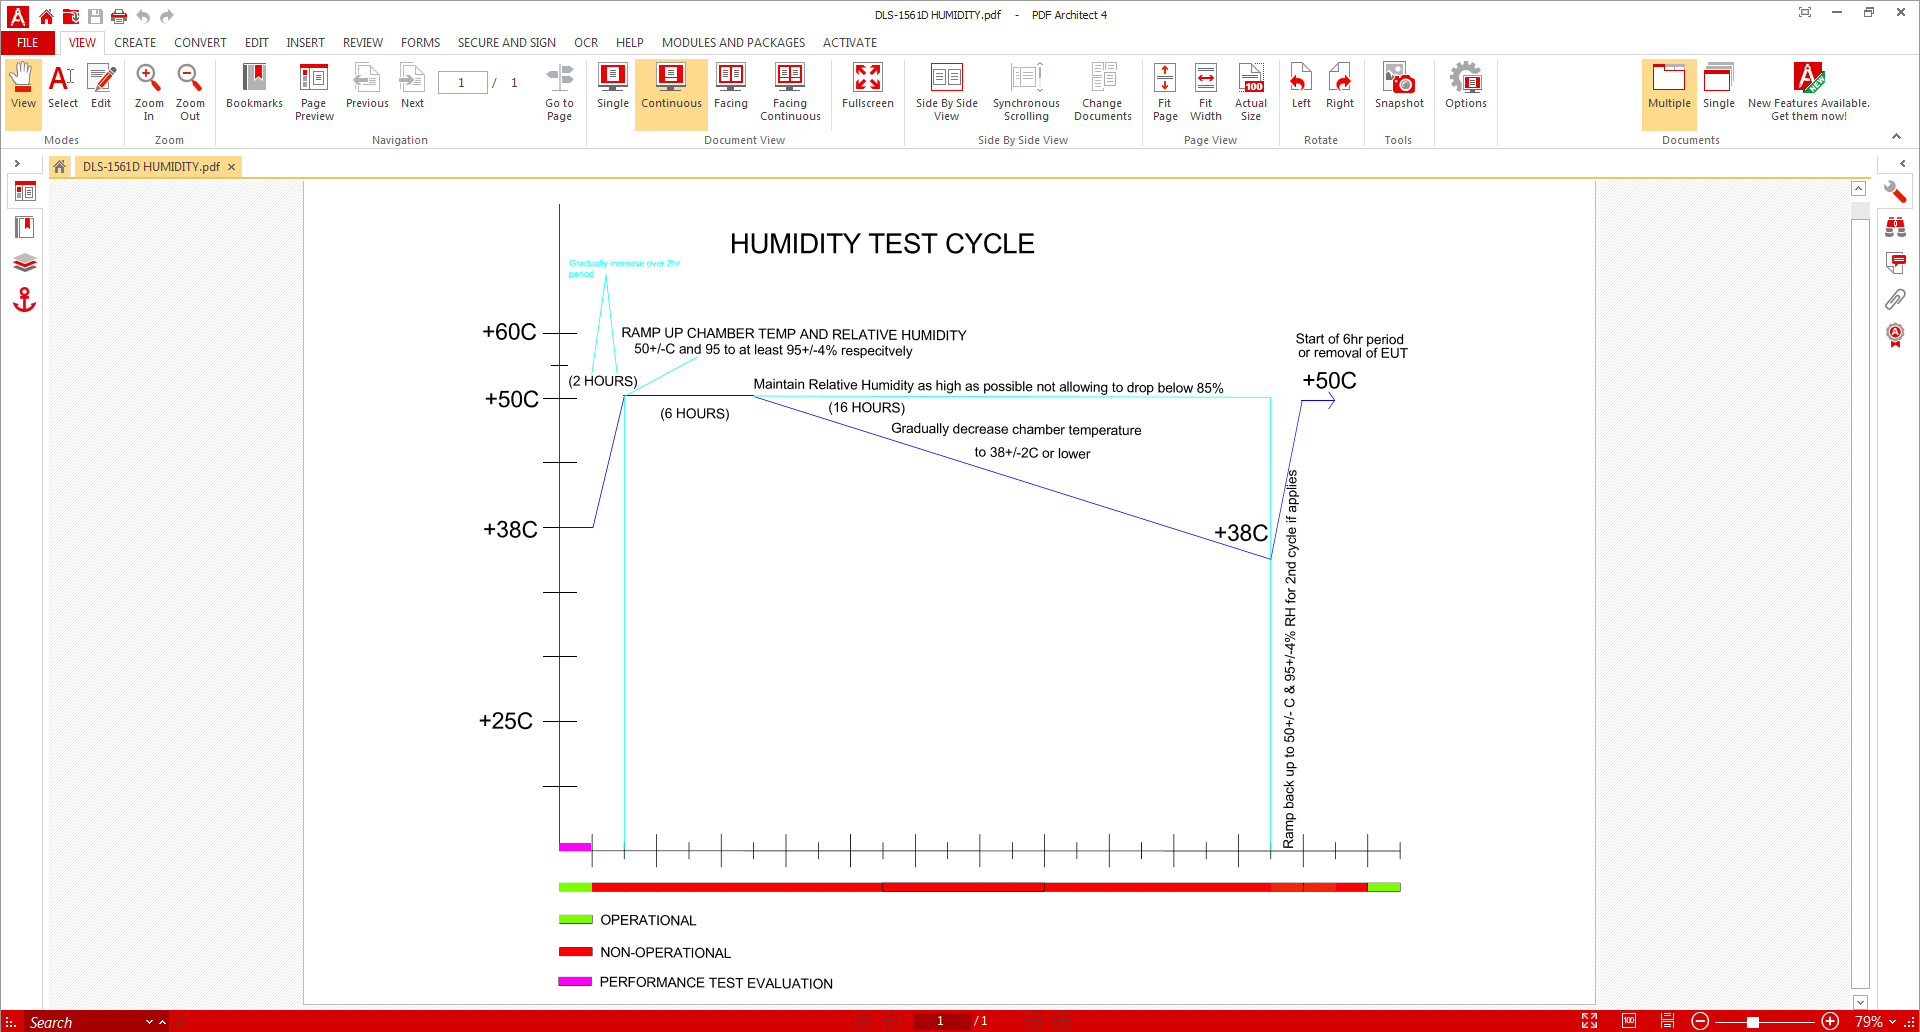 DLS-1561D HUMIDITY.pdf - PDF Architect 4
FILE VIEW CREATE CONVERT EDIT INSERT REVIEW FORMS SECURE AND SIGN OCR HELP MODULES AND PACKAGES ACTIVATE
View Select Edit
Modes
Zoom In
Zoom Out
Zoom
Bookmarks
Page Preview
Previous
Next
1 / 1
Go to Page
Navigation
Single
Continuous
Facing
Facing Continuous
Fullscreen
Document View
Side By Side View
Synchronous Scrolling
Change Documents
Side By Side View
Fit Page
Fit Width
100
Actual Size
Page View
Left
Right
Rotate
Snapshot
Tools
Options
Multiple
Single
NEW
New Features Available.
Get them now!
Documents
DLS-1561D HUMIDITY.pdf ×
HUMIDITY TEST CYCLE
Gradually increase over 2hr
period
+60C
RAMP UP CHAMBER TEMP AND RELATIVE HUMIDITY
50+/-C and 95 to at least 95+/-4% respecitvely
Start of 6hr period
or removal of EUT
(2 HOURS)
Maintain Relative Humidity as high as possible not allowing to drop below 85%
+50C
+50C
(6 HOURS)
(16 HOURS)
Gradually decrease chamber temperature
to 38+/-2C or lower
+38C
+38C
Ramp back up to 50+/- C & 95+/-4% RH for 2nd cycle if applies
+25C
OPERATIONAL
NON-OPERATIONAL
PERFORMANCE TEST EVALUATION
Search
1 / 1
100
79%